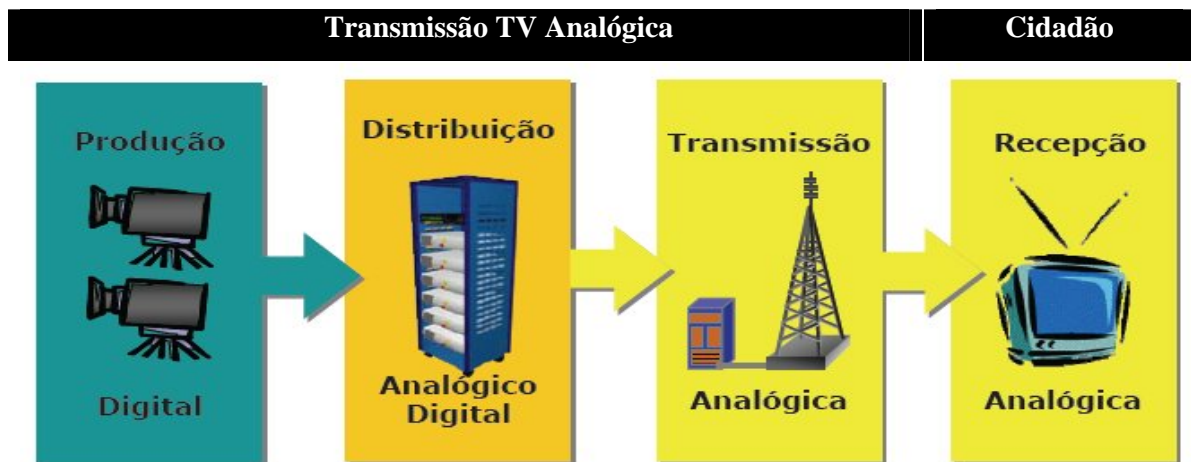 Transmissão TV Analógica
Cidadão
Produção
Digital
Distribuição
Analógico
Digital
Transmissão
Analógica
Recepção
Analógica